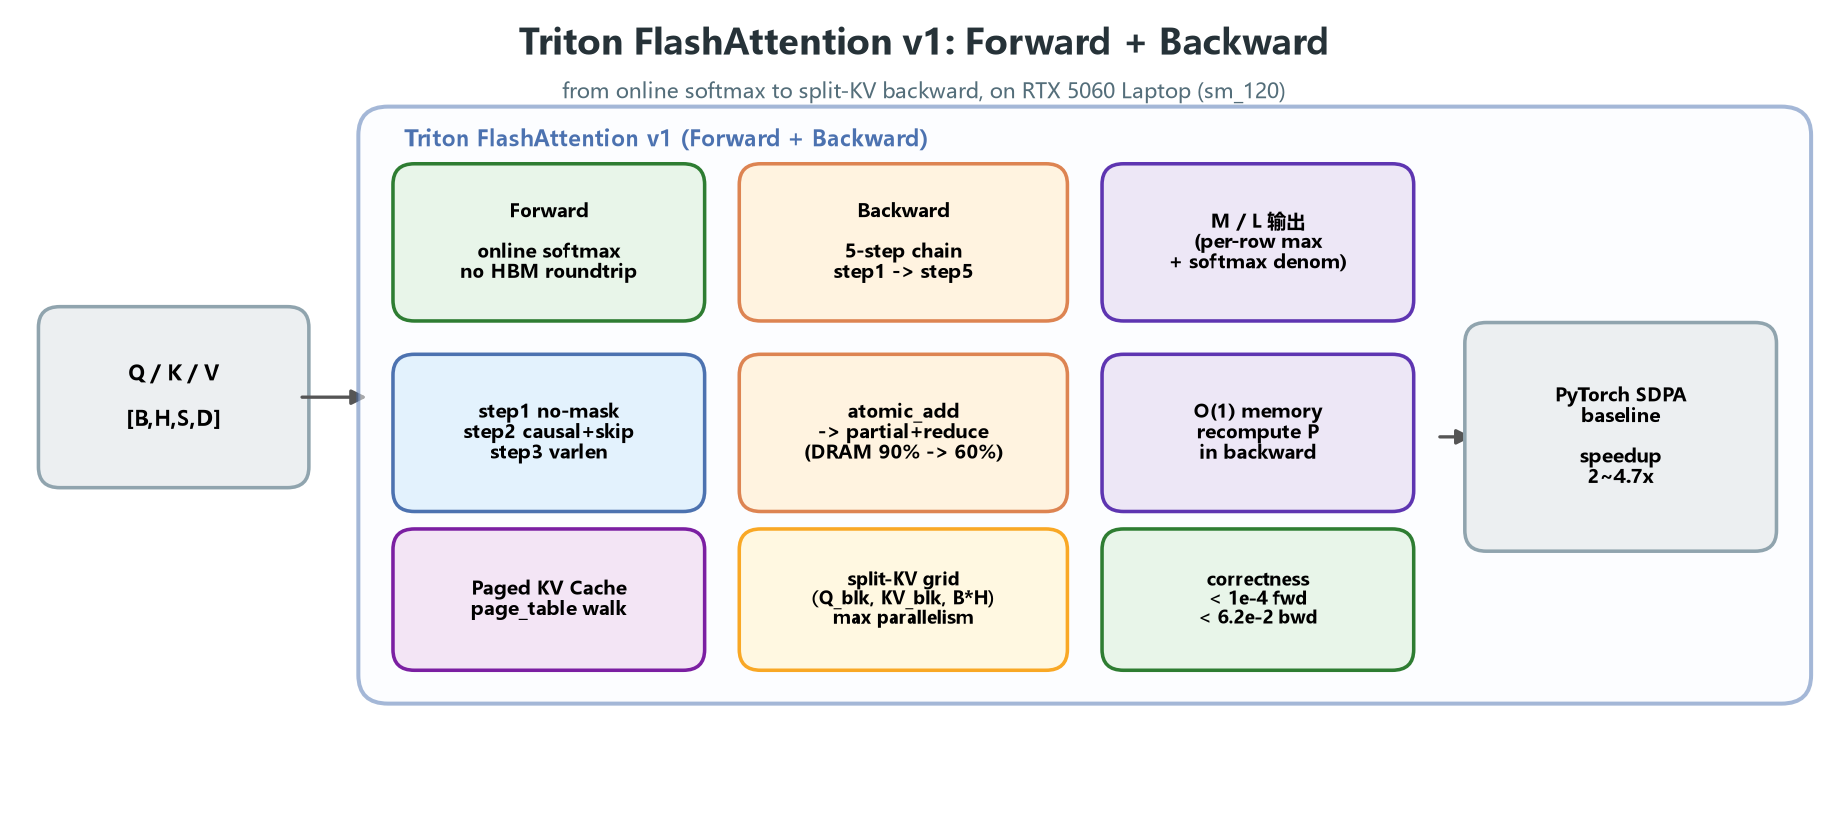 Triton FlashAttention v1: Forward + Backward
from online softmax to split-KV backward, on RTX 5060 Laptop (sm_120)
Triton FlashAttention v1 (Forward + Backward)
Q / K / V
[B,H,S,D]
Forward
online softmax
no HBM roundtrip
Backward
5-step chain
step1 -> step5
M / L 输出
(per-row max
+ softmax denom)
step1 no-mask
step2 causal+skip
step3 varlen
atomic_add
-> partial+reduce
(DRAM 90% -> 60%)
O(1) memory
recompute P
in backward
Paged KV Cache
page_table walk
split-KV grid
(Q_blk, KV_blk, B*H)
max parallelism
correctness
< 1e-4 fwd
< 6.2e-2 bwd
PyTorch SDPA
baseline
speedup
2~4.7x